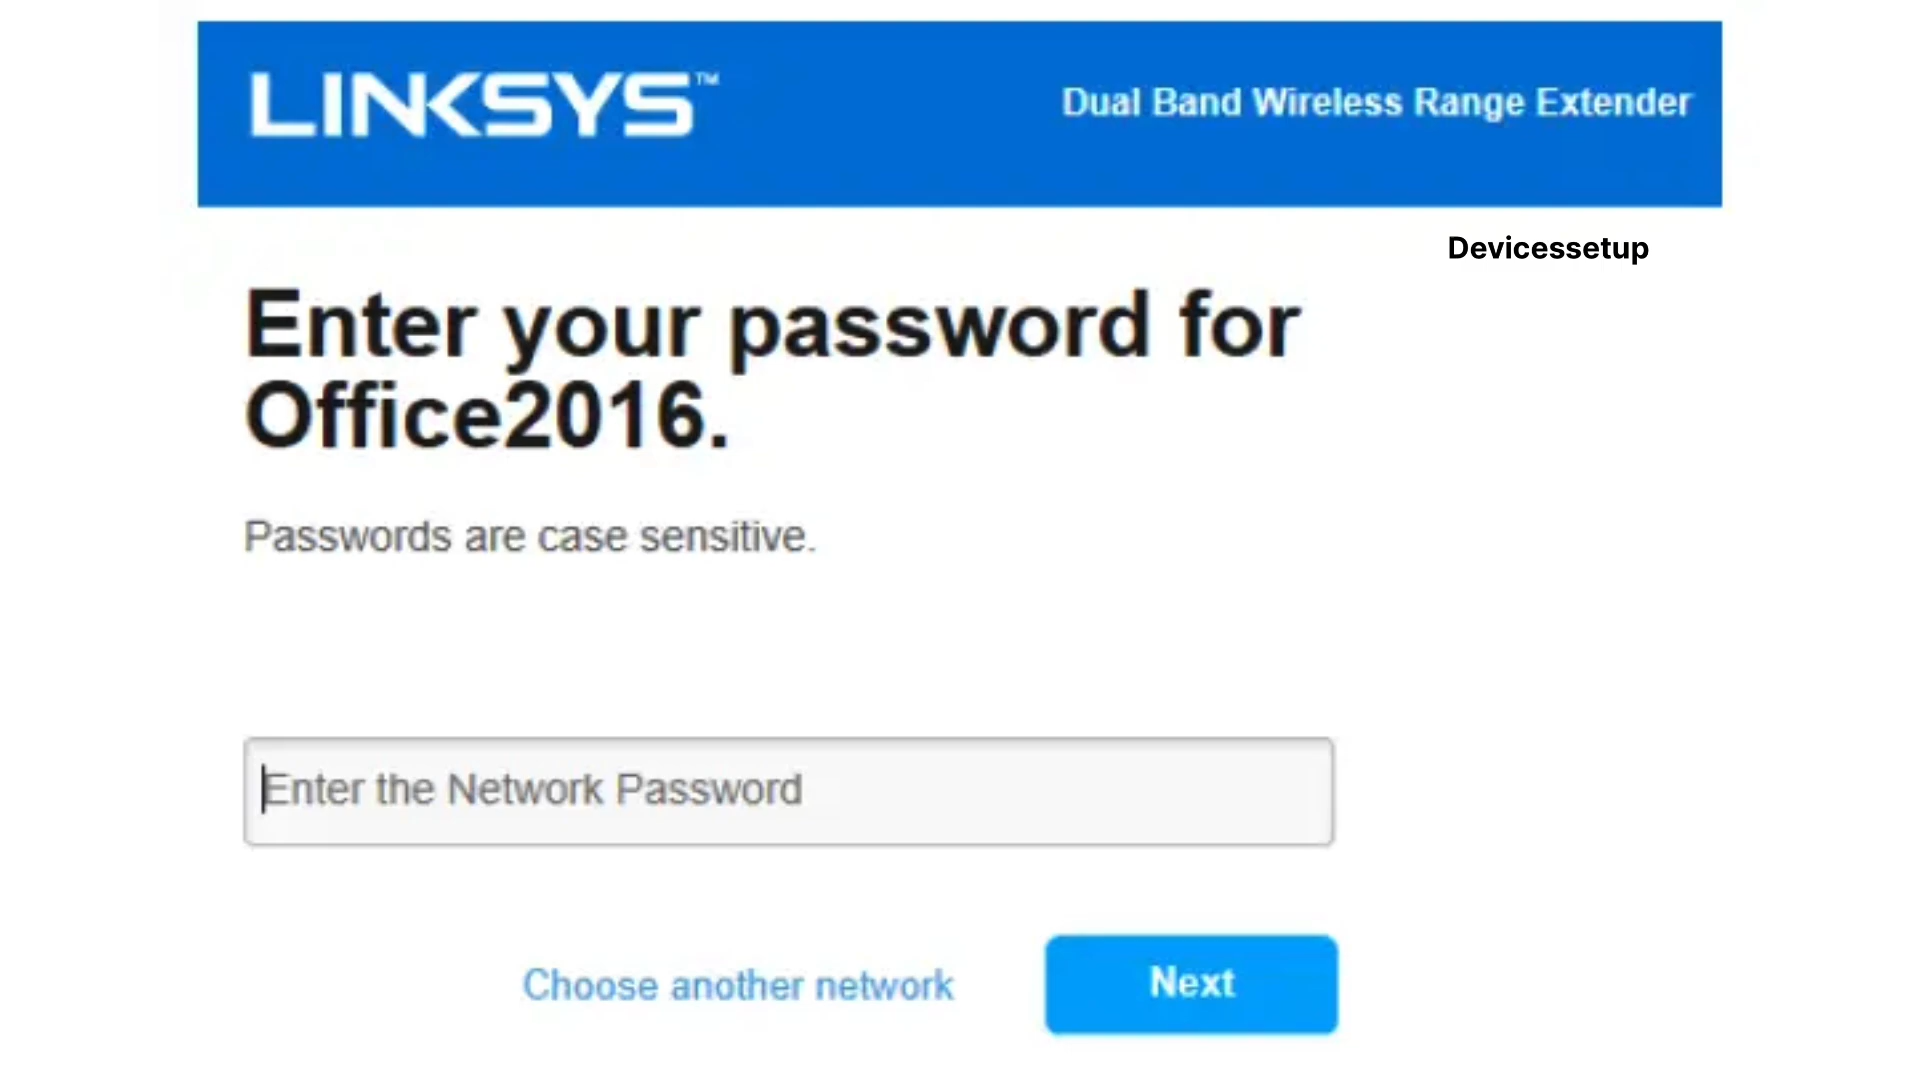 LINKSYS™
Dual Band Wireless Range Extender
Devicessetup
Enter your password for
Office2016.
Passwords are case sensitive.
Enter the Network Password
Choose another network
Next